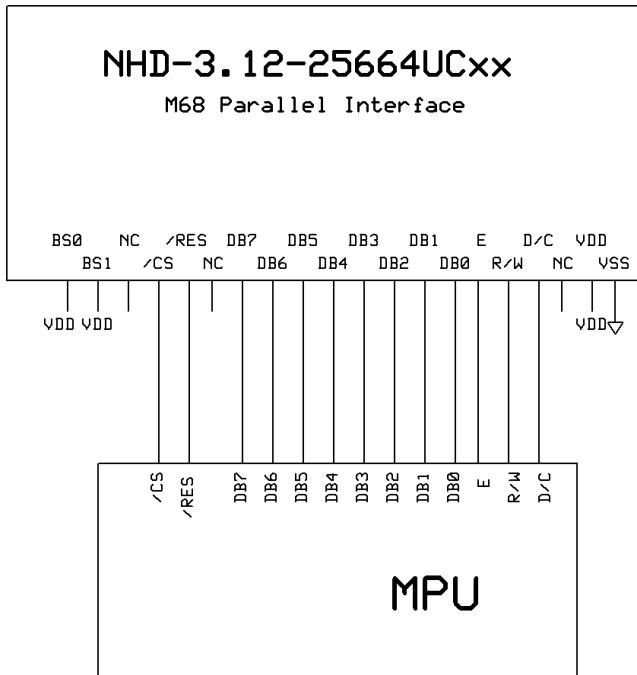 NHD-3.12-25664UCxx
M68 Parallel Interface
BS0 NC /RES DB7 DB5 DB3 DB1 E D/C VDD
BS1 /CS NC DB6 DB4 DB2 DB0 R/W NC VSS
VDD VDD VDD
/CS /RES DB7 DB6 DB5 DB4 DB3 DB2 DB1 DB0 E R/W D/C
MPU